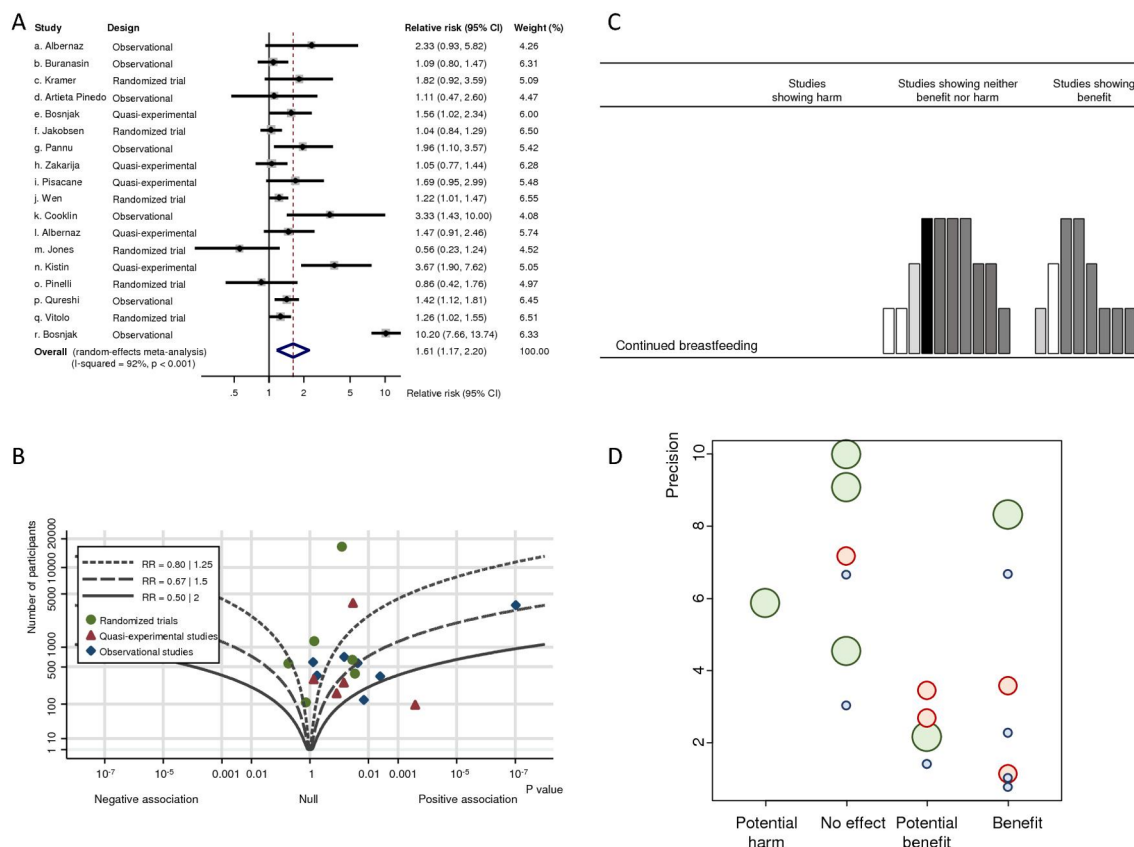 A
Study Design Relative risk (95% CI) Weight (%)
a. Albernaz Observational 2.33 (0.93, 5.82) 4.26
b. Buranasin Observational 1.09 (0.80, 1.47) 6.31
c. Kramer Randomized trial 1.82 (0.92, 3.59) 5.09
d. Artieta Pinedo Observational 1.11 (0.47, 2.60) 4.47
e. Bosnjak Quasi-experimental 1.56 (1.02, 2.34) 6.00
f. Jakobsen Randomized trial 1.04 (0.84, 1.29) 6.50
g. Pannu Observational 1.96 (1.10, 3.57) 5.42
h. Zakarija Quasi-experimental 1.05 (0.77, 1.44) 6.28
i. Pisacane Quasi-experimental 1.69 (0.95, 2.99) 5.48
j. Wen Randomized trial 1.22 (1.01, 1.47) 6.55
k. Cooklin Observational 3.33 (1.43, 10.00) 4.08
l. Albernaz Observational 1.47 (0.91, 2.46) 5.74
m. Jones Randomized trial 0.56 (0.23, 1.24) 4.52
n. Kistin Quasi-experimental 3.67 (1.90, 7.62) 5.05
o. Pinelli Randomized trial 0.86 (0.42, 1.76) 4.97
p. Qureshi Observational 1.42 (1.12, 1.81) 6.45
q. Vitolo Randomized trial 1.26 (1.02, 1.55) 6.51
r. Bosnjak Observational 10.20 (7.66, 13.74) 6.33
Overall (random-effects meta-analysis) 1.61 (1.17, 2.20) 100.00
(I-squared = 92%, p < 0.001)
.5 1 2 5 10 Relative risk (95% CI)
C
Studies showing harm
Studies showing neither benefit nor harm
Studies showing benefit
Continued breastfeeding
B
Number of participants
20000
10000
5000
1000
500
100
10
1
RR = 0.80 | 1.25
RR = 0.67 | 1.5
RR = 0.50 | 2
Randomized trials
Quasi-experimental studies
Observational studies
10-7 10-5 0.001 0.01 1 0.01 0.001 10-5 10-7
P value
Negative association Null Positive association
D
Precision
10
8
6
4
2
Potential harm
No effect
Potential benefit
Benefit